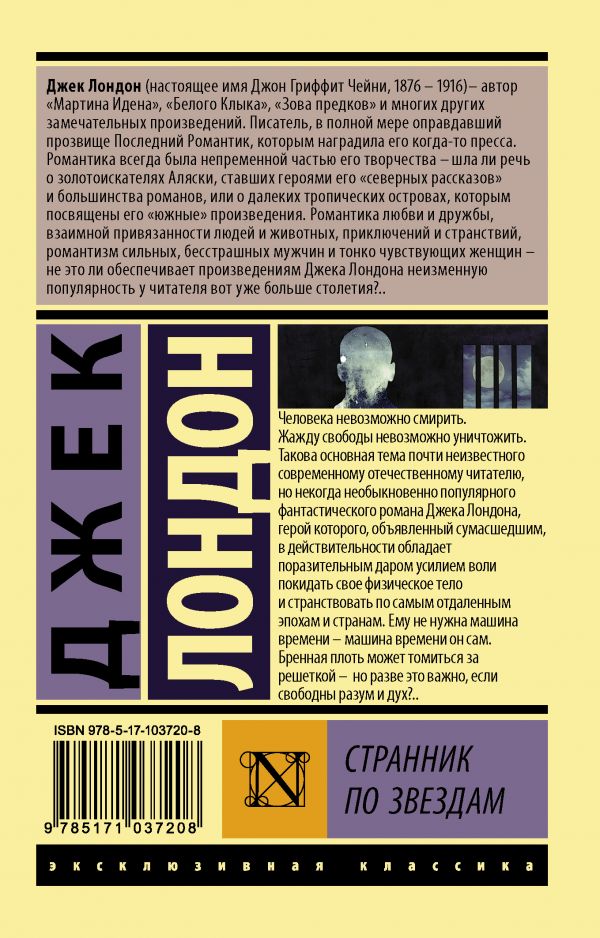 Джек Лондон (настоящее имя Джон Гриффит Чейни, 1876 – 1916)– автор
«Мартина Идена», «Белого Клыка», «Зова предков» и многих других
замечательных произведений. Писатель, в полной мере оправдавший
прозвище Последний Романтик, которым наградила его когда-то пресса.
Романтика всегда была непременной частью его творчества – шла ли речь
о золотоискателях Аляски, ставших героями его «северных рассказов»
и большинства романов, или о далеких тропических островах, которым
посвящены его «южные» произведения. Романтика любви и дружбы,
взаимной привязанности людей и животных, приключений и странствий,
романтизм сильных, бесстрашных мужчин и тонко чувствующих женщин –
не это ли обеспечивает произведениям Джека Лондона неизменную
популярность у читателя вот уже больше столетия?..
ДЖЕК
ЛОНДОН
Человека невозможно смирить.
Жажду свободы невозможно уничтожить.
Такова основная тема почти неизвестного
современному отечественному читателю,
но некогда необыкновенно популярного
фантастического романа Джека Лондона,
герой которого, объявленный сумасшедшим,
в действительности обладает
поразительным даром усилием воли
покидать свое физическое тело
и странствовать по самым отдаленным
эпохам и странам. Ему не нужна машина
времени – машина времени он сам.
Бренная плоть может томиться за
решеткой – но разве это важно, если
свободны разум и дух?..
ISBN 978-5-17-103720-8
9 785171 037208
N
СТРАННИК
ПО ЗВЕЗДАМ
эксклюзивная классика